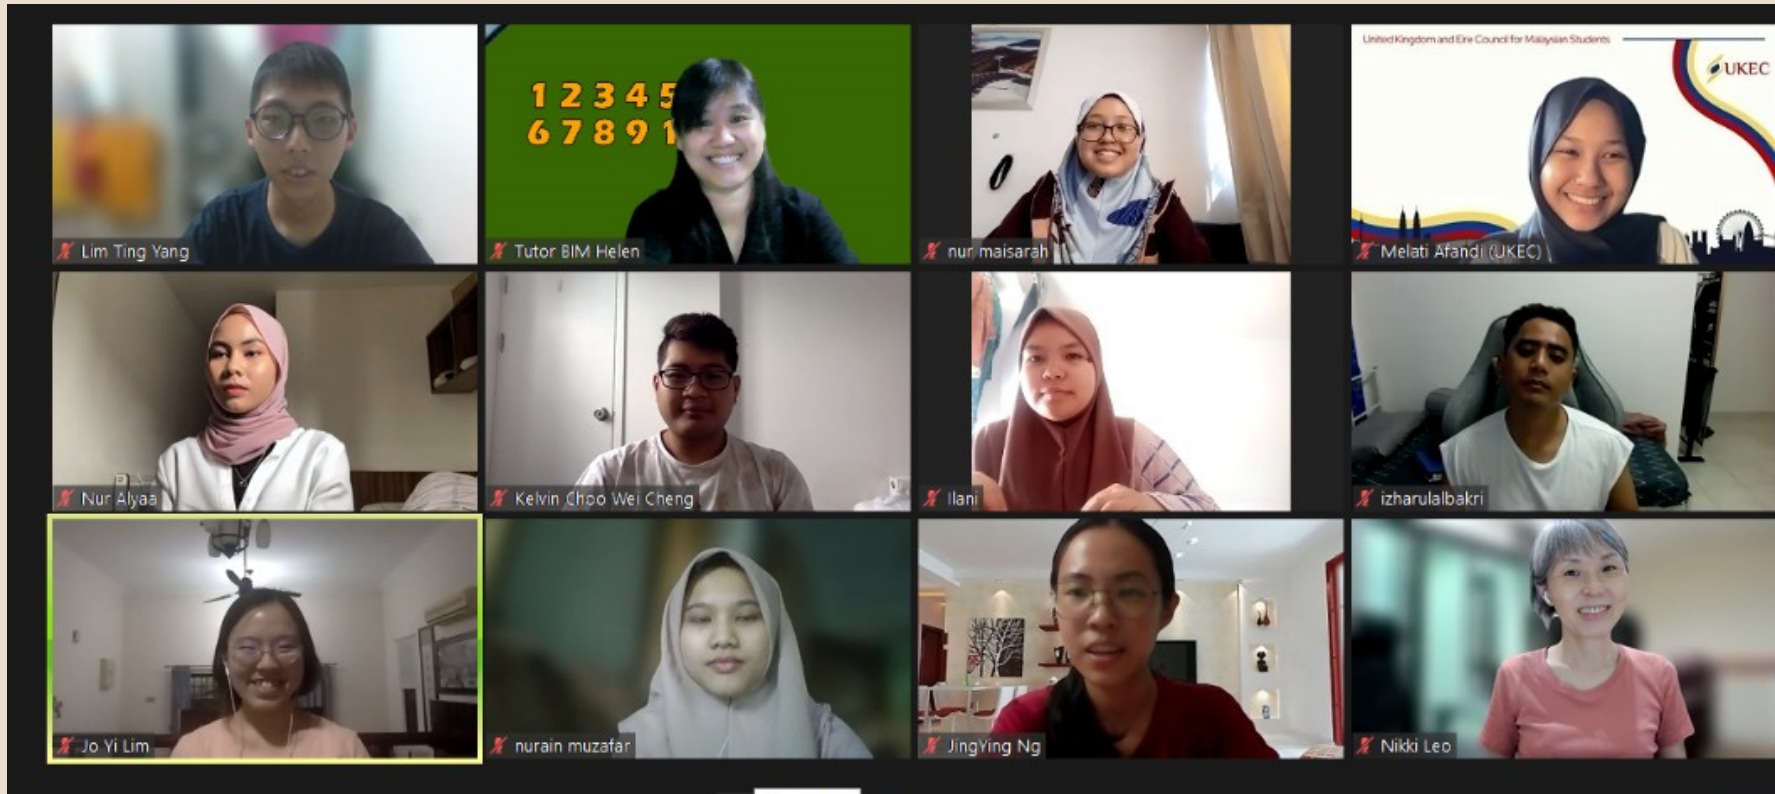 United Kingdom and Eire Council for Malaysian Students
UKEC
1 2 3 4 5
6 7 8 9 1
Lim Ting Yang
Tutor BIM Helen
nur maisarah
Melati Afandi (UKEC)
Nur Alyaa
Kelvin Choo Wei Cheng
Ilani
izharulalbakri
Jo Yi Lim
nurain muzafar
JingYing Ng
Nikki Leo